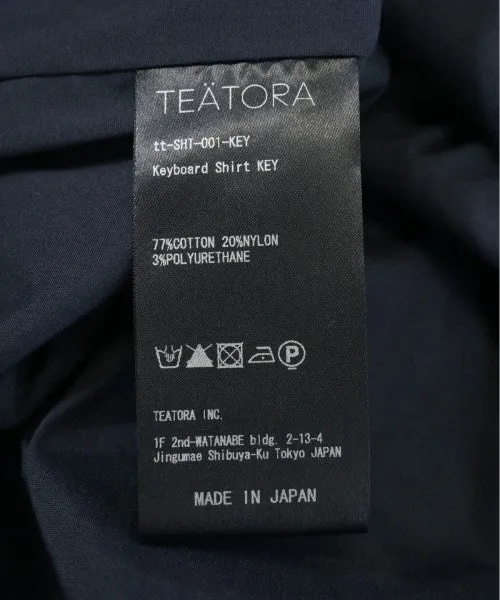 TEÄTORA
tt-SHT-001-KEY
Keyboard Shirt KEY
77%COTTON 20%NYLON
3%POLYURETHANE
P
TEATORA INC.
1F 2nd-WATANABE bldg. 2-13-4
Jingumae Shibuya-Ku Tokyo JAPAN
MADE IN JAPAN